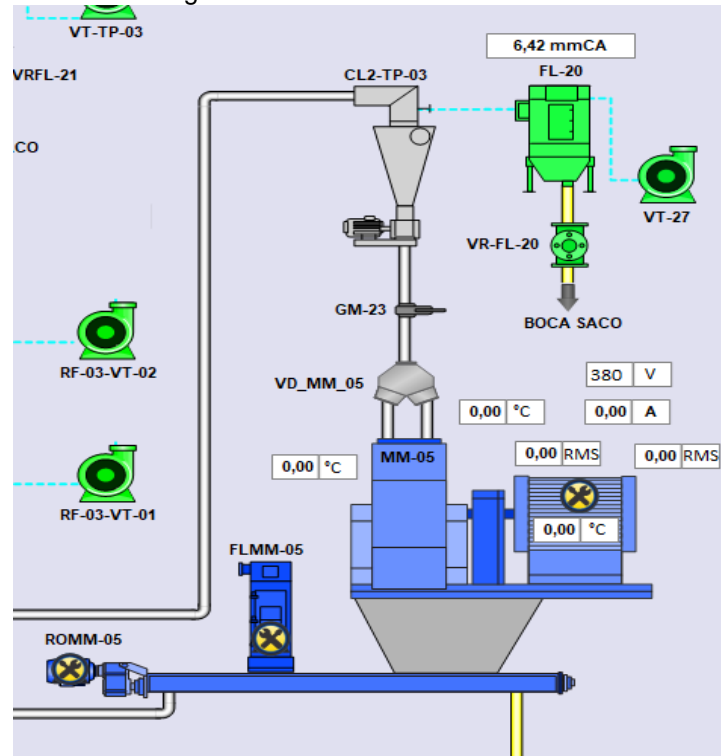 VT-TP-03
6,42 mmCA
VRFL-21
CL2-TP-03
FL-20
CO
VT-27
VR-FL-20
GM-23
BOCA SACO
RF-03-VT-02
VD_MM_05
380 V
0,00 °C
0,00 A
MM-05
0,00 RMS
0,00 RMS
0,00 °C
RF-03-VT-01
0,00 °C
FLMM-05
ROMM-05